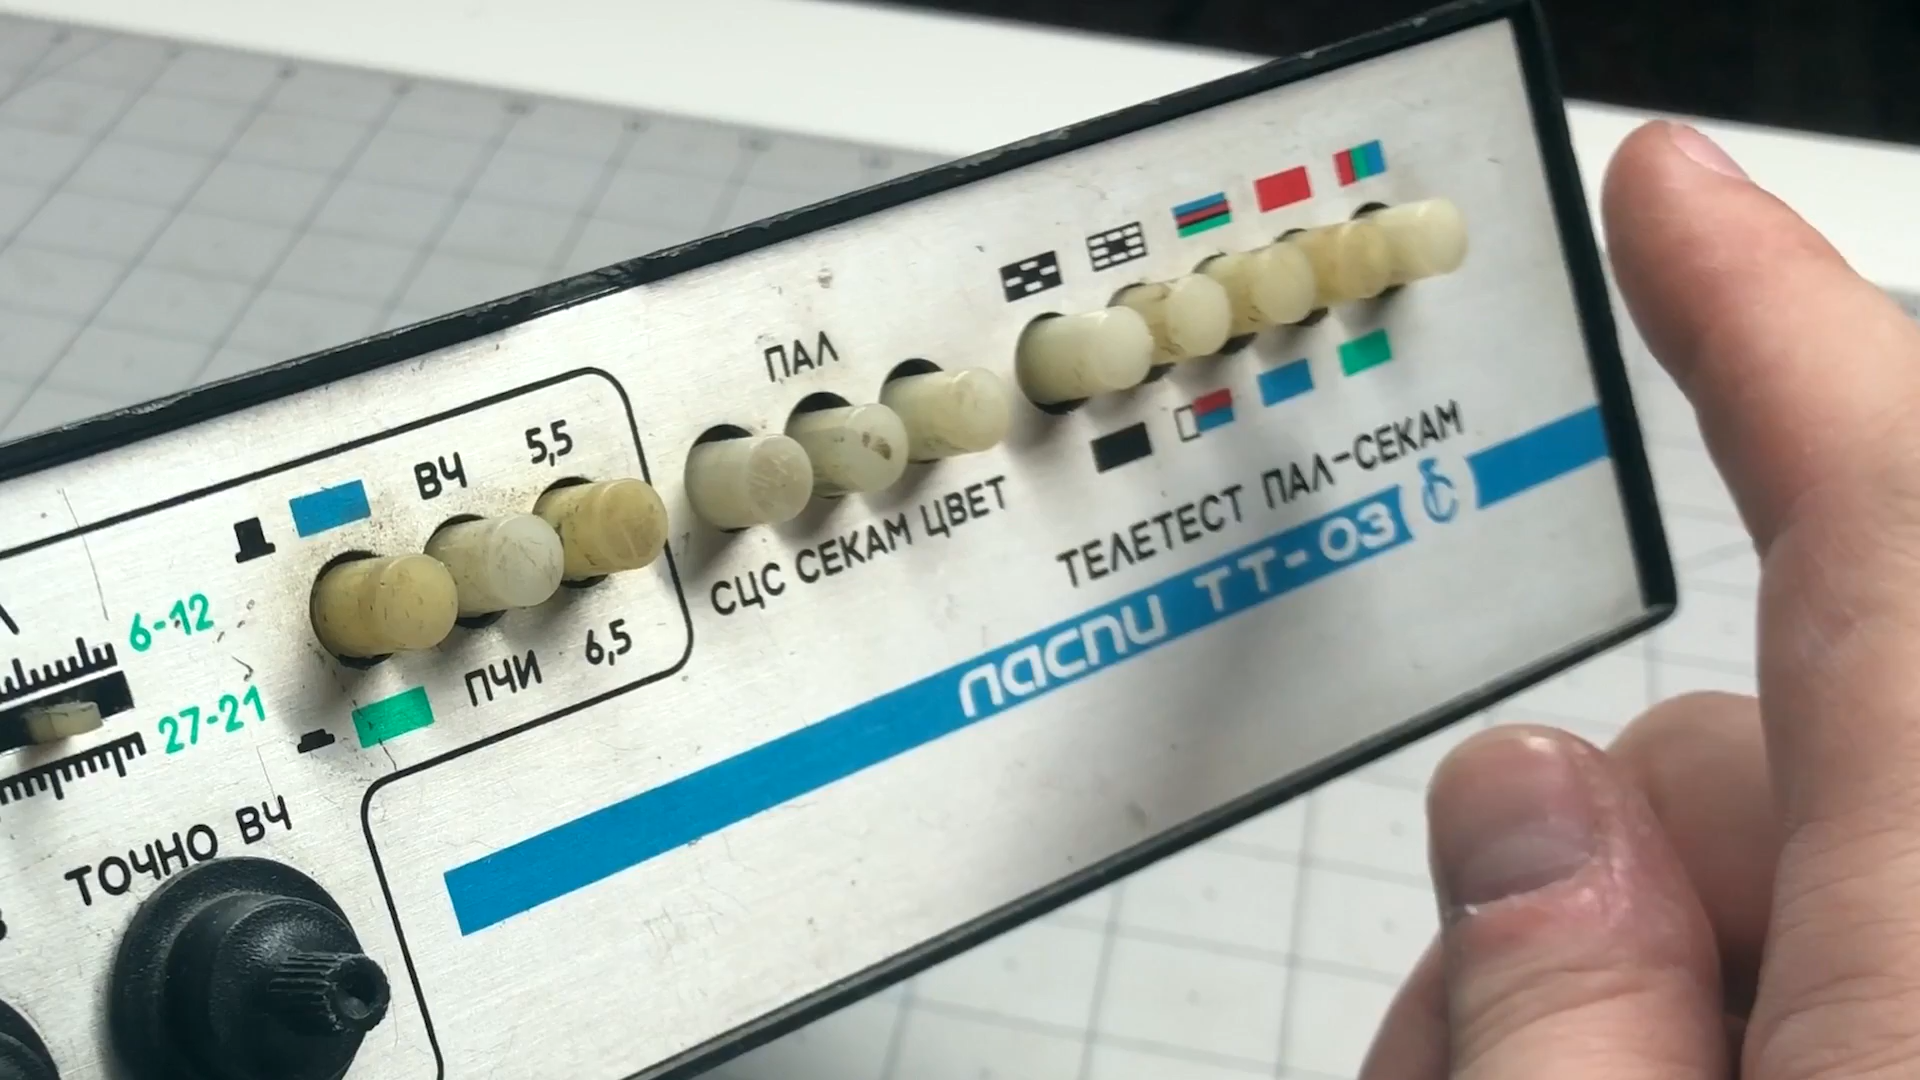 ВЧ 5,5
6-12
27-21
ПЧИ 6,5
ТОЧНО ВЧ
ПАЛ
СЦС СЕКАМ ЦВЕТ
ТЕЛЕТЕСТ ПАЛ-СЕКАМ
ласпи ТТ-03